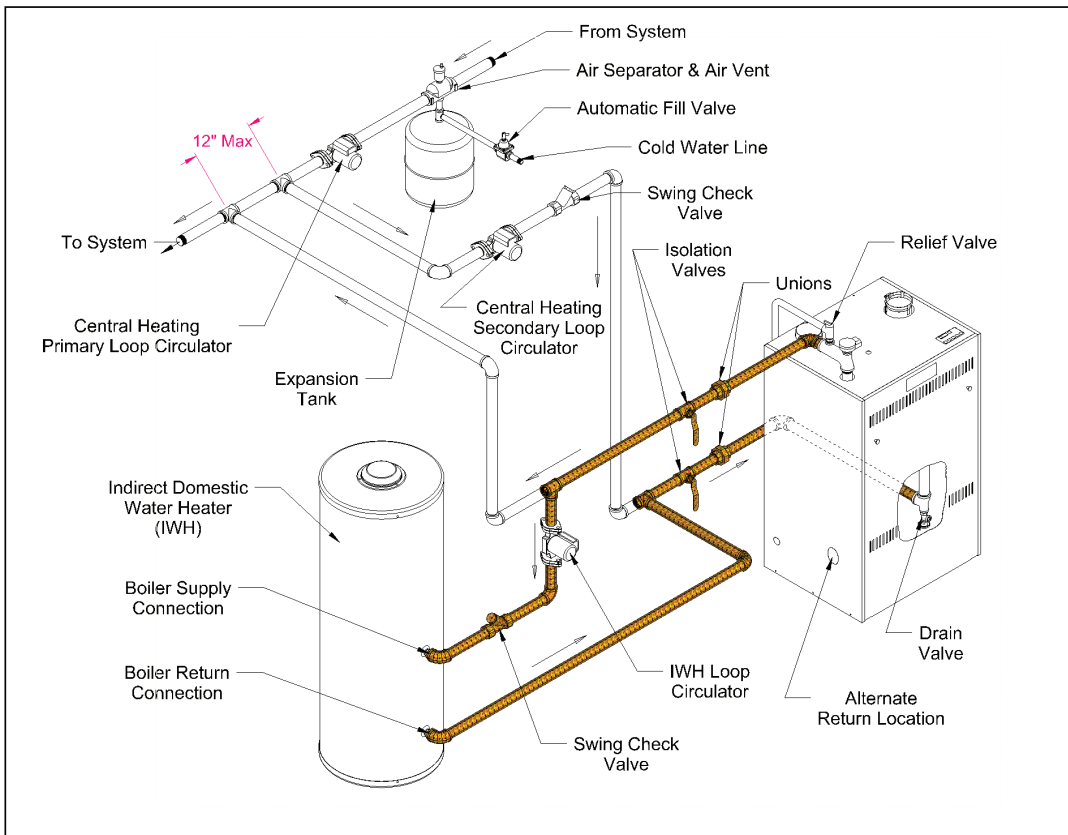 From System
Air Separator & Air Vent
Automatic Fill Valve
12" Max
Cold Water Line
Swing Check
Valve
To System
Isolation
Valves
Relief Valve
Unions
Central Heating
Primary Loop Circulator
Central Heating
Secondary Loop
Circulator
Expansion
Tank
Indirect Domestic
Water Heater
(IWH)
Boiler Supply
Connection
Boiler Return
Connection
IWH Loop
Circulator
Drain
Valve
Alternate
Return Location
Swing Check
Valve